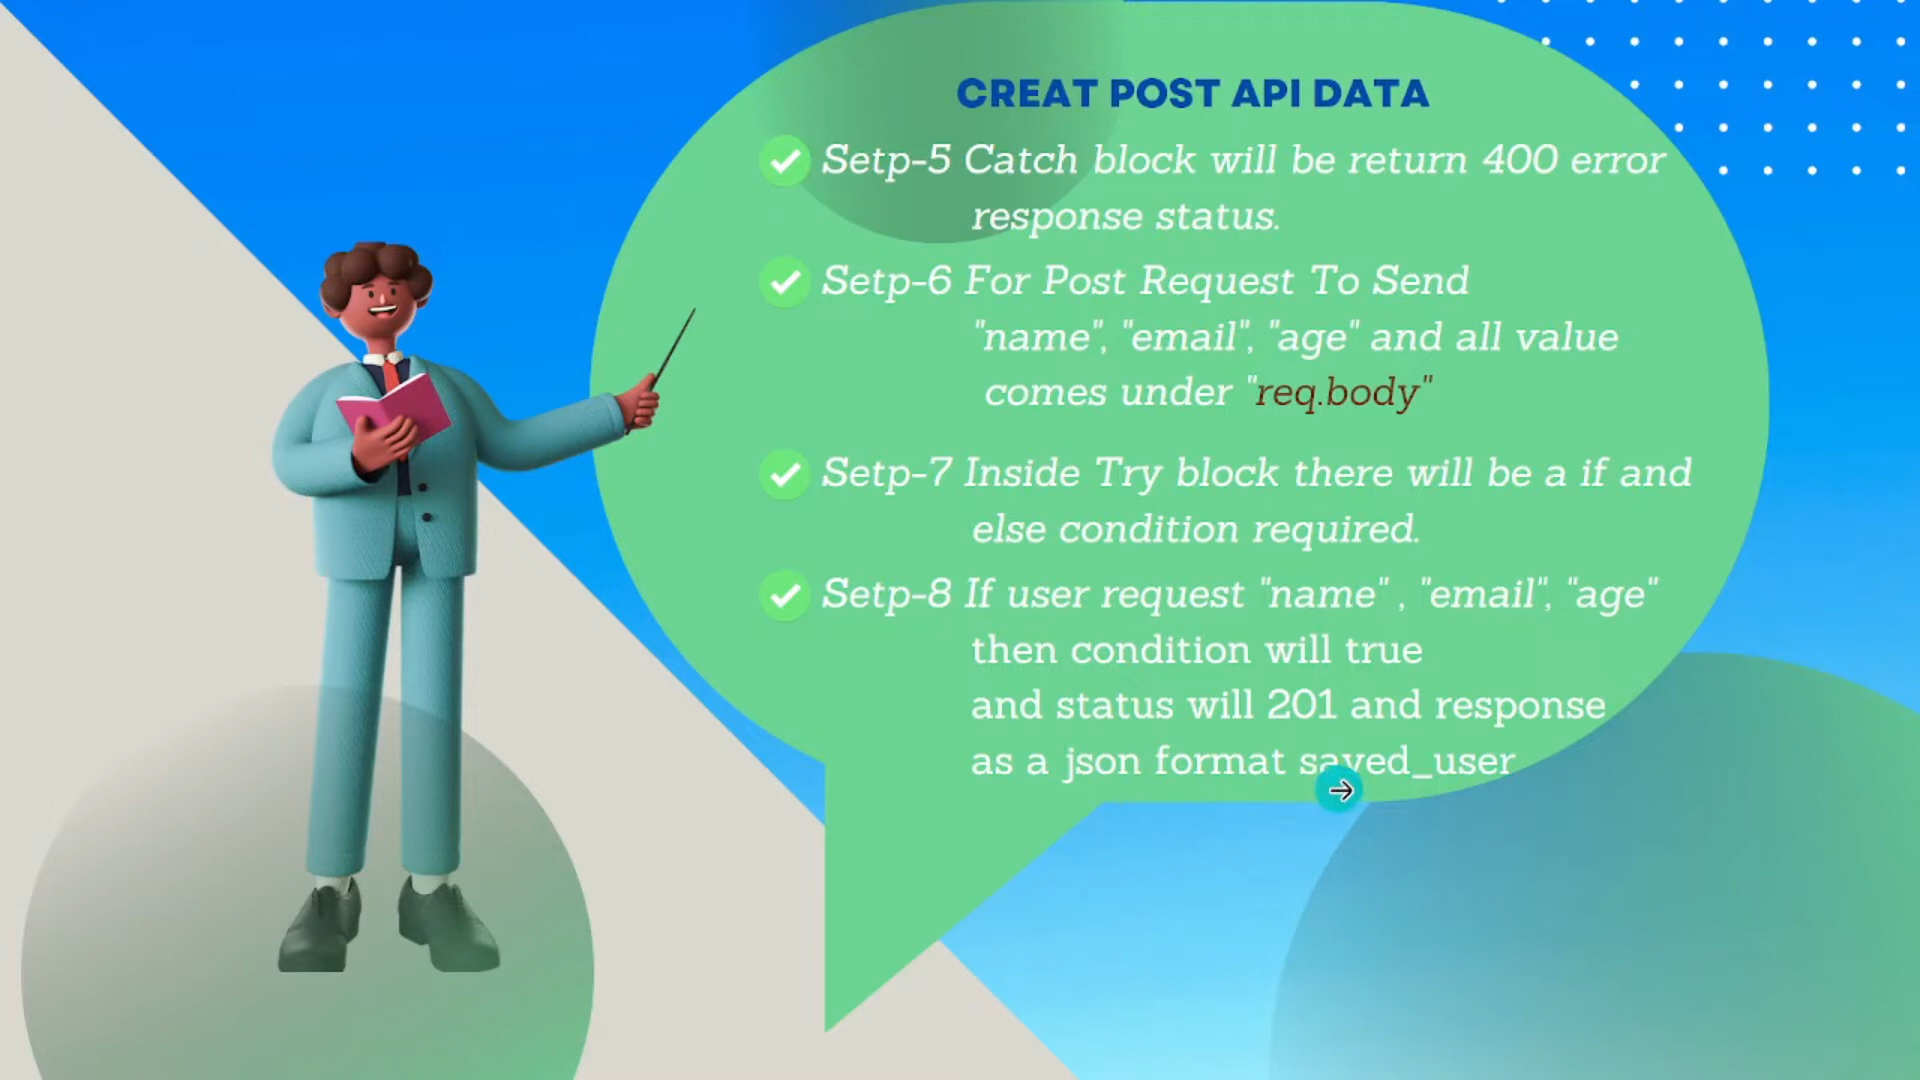 CREAT POST API DATA
Setp-5 Catch block will be return 400 error
response status.
Setp-6 For Post Request To Send
"name", "email", "age" and all value
comes under "req.body"
Setp-7 Inside Try block there will be a if and
else condition required.
Setp-8 If user request "name" , "email", "age"
then condition will true
and status will 201 and response
as a json format saved_user